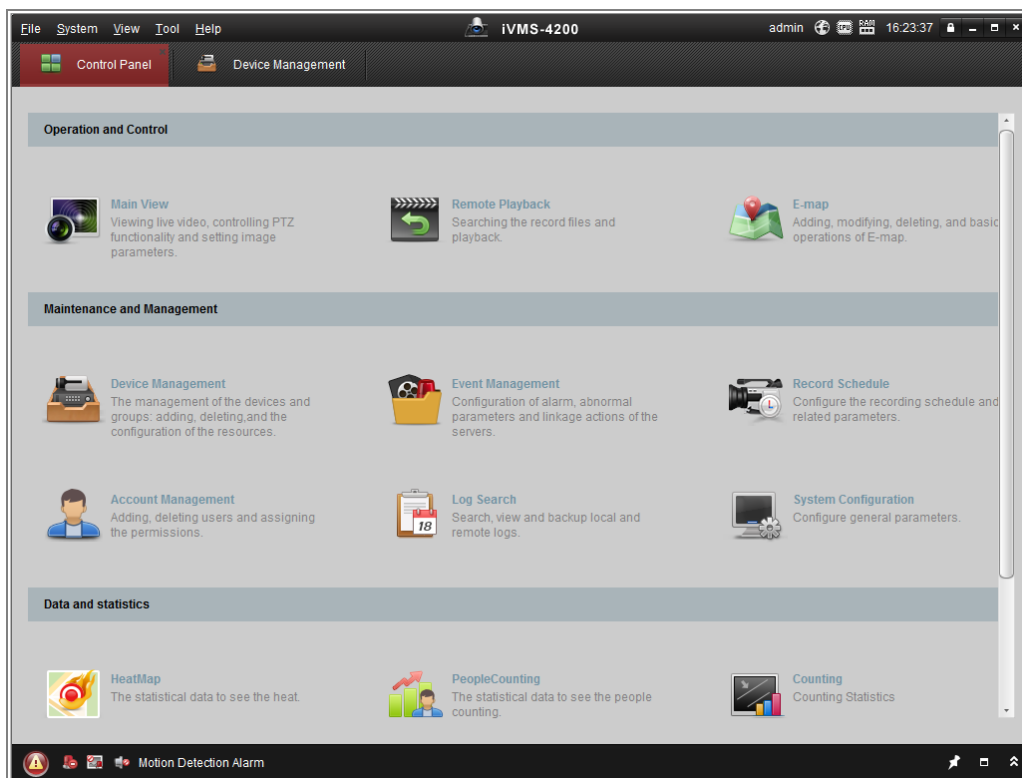 File System View Tool Help iVMS-4200 admin CPU RAM 16:23:37
Control Panel Device Management
Operation and Control
Main View
Viewing live video, controlling PTZ
functionality and setting image
parameters.
Remote Playback
Searching the record files and
playback.
E-map
Adding, modifying, deleting, and basic
operations of E-map.
Maintenance and Management
Device Management
The management of the devices and
groups: adding, deleting,and the
configuration of the resources.
Event Management
Configuration of alarm, abnormal
parameters and linkage actions of the
servers.
Record Schedule
Configure the recording schedule and
related parameters.
Account Management
Adding, deleting users and assigning
the permissions.
18
Log Search
Search, view and backup local and
remote logs.
System Configuration
Configure general parameters.
Data and statistics
HeatMap
The statistical data to see the heat.
PeopleCounting
The statistical data to see the people
counting.
Counting
Counting Statistics
Motion Detection Alarm